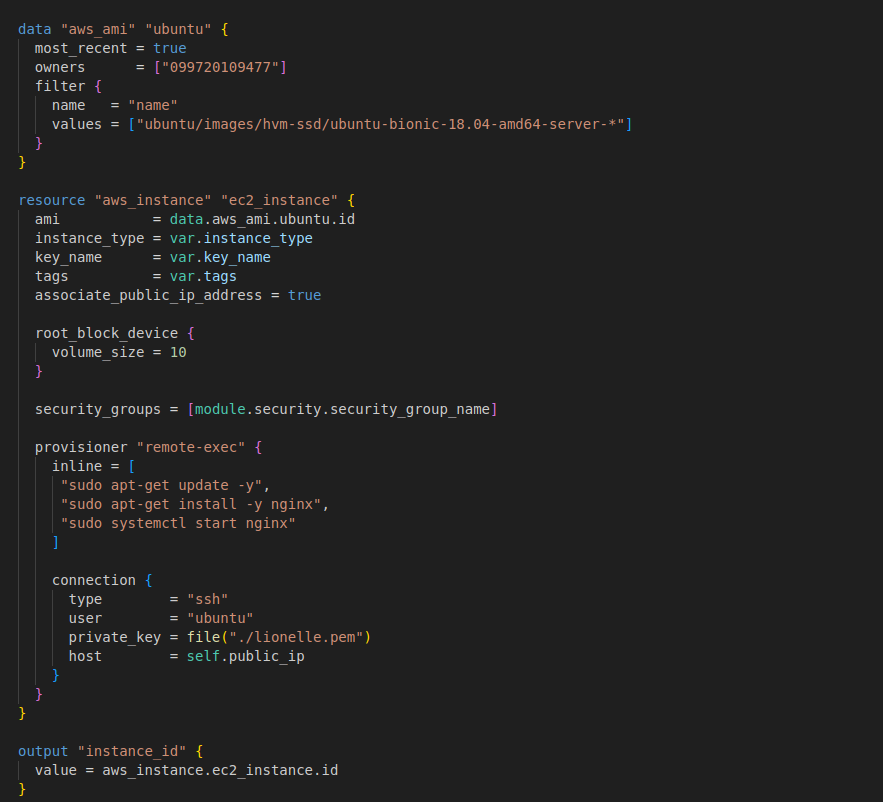 data "aws_ami" "ubuntu" {
  most_recent = true
  owners      = ["099720109477"]
  filter {
    name   = "name"
    values = ["ubuntu/images/hvm-ssd/ubuntu-bionic-18.04-amd64-server-*"]
  }
}

resource "aws_instance" "ec2_instance" {
  ami           = data.aws_ami.ubuntu.id
  instance_type = var.instance_type
  key_name      = var.key_name
  tags          = var.tags
  associate_public_ip_address = true

  root_block_device {
    volume_size = 10
  }

  security_groups = [module.security.security_group_name]

  provisioner "remote-exec" {
    inline = [
     "sudo apt-get update -y",
     "sudo apt-get install -y nginx",
     "sudo systemctl start nginx"
    ]

    connection {
      type        = "ssh"
      user        = "ubuntu"
      private_key = file("./lionelle.pem")
      host        = self.public_ip
    }
  }
}

output "instance_id" {
  value = aws_instance.ec2_instance.id
}